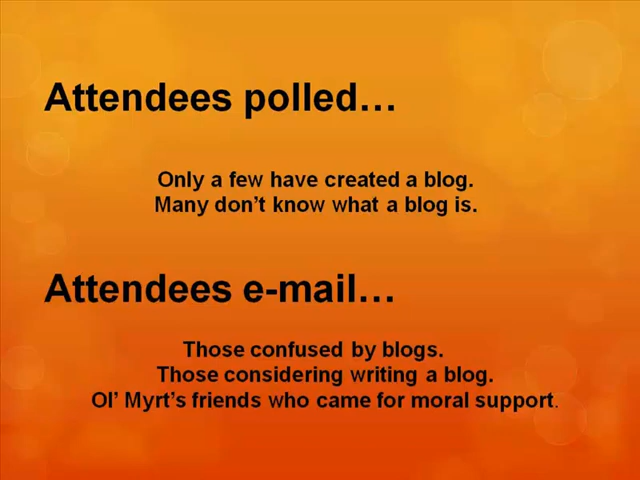 Attendees polled…
Only a few have created a blog.
Many don’t know what a blog is.
Attendees e-mail…
Those confused by blogs.
Those considering writing a blog.
Ol’ Myrt’s friends who came for moral support.